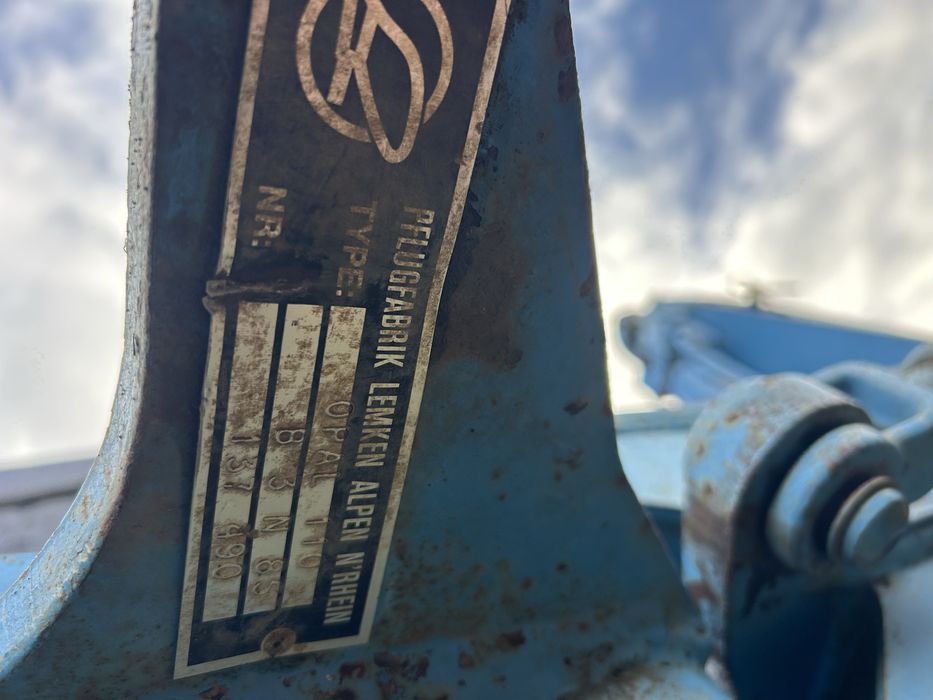 PFLUGFABRIK LEMKEN ALPEN N'RHEIN
TYPE: OPAL 110
B 3 N 85
NR: 137 490